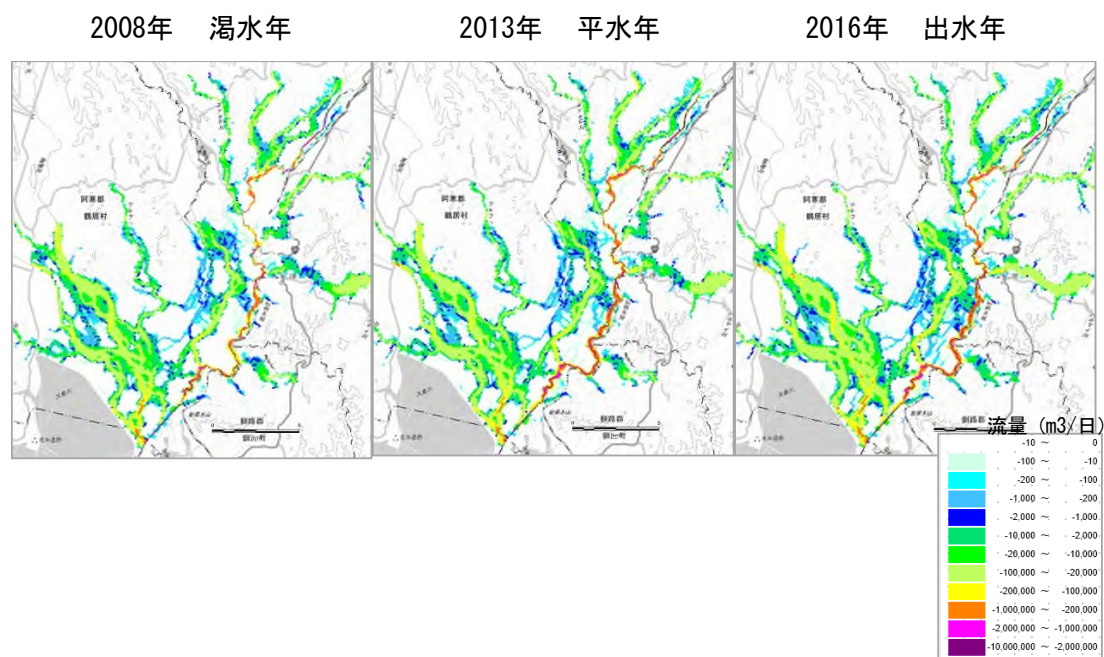 2008年 渇水年
2013年 平水年
2016年 出水年
阿寒郡
鶴居村
釧路郡
阿寒郡
鶴居村
釧路郡
阿寒郡
鶴居村
釧路郡
流量 (m3/日)
-10 ～ 0
-100 ～ -10
-200 ～ -100
-1,000 ～ -200
-2,000 ～ -1,000
-10,000 ～ -2,000
-20,000 ～ -10,000
-100,000 ～ -20,000
-200,000 ～ -100,000
-1,000,000 ～ -200,000
-2,000,000 ～ -1,000,000
-10,000,000 ～ -2,000,000